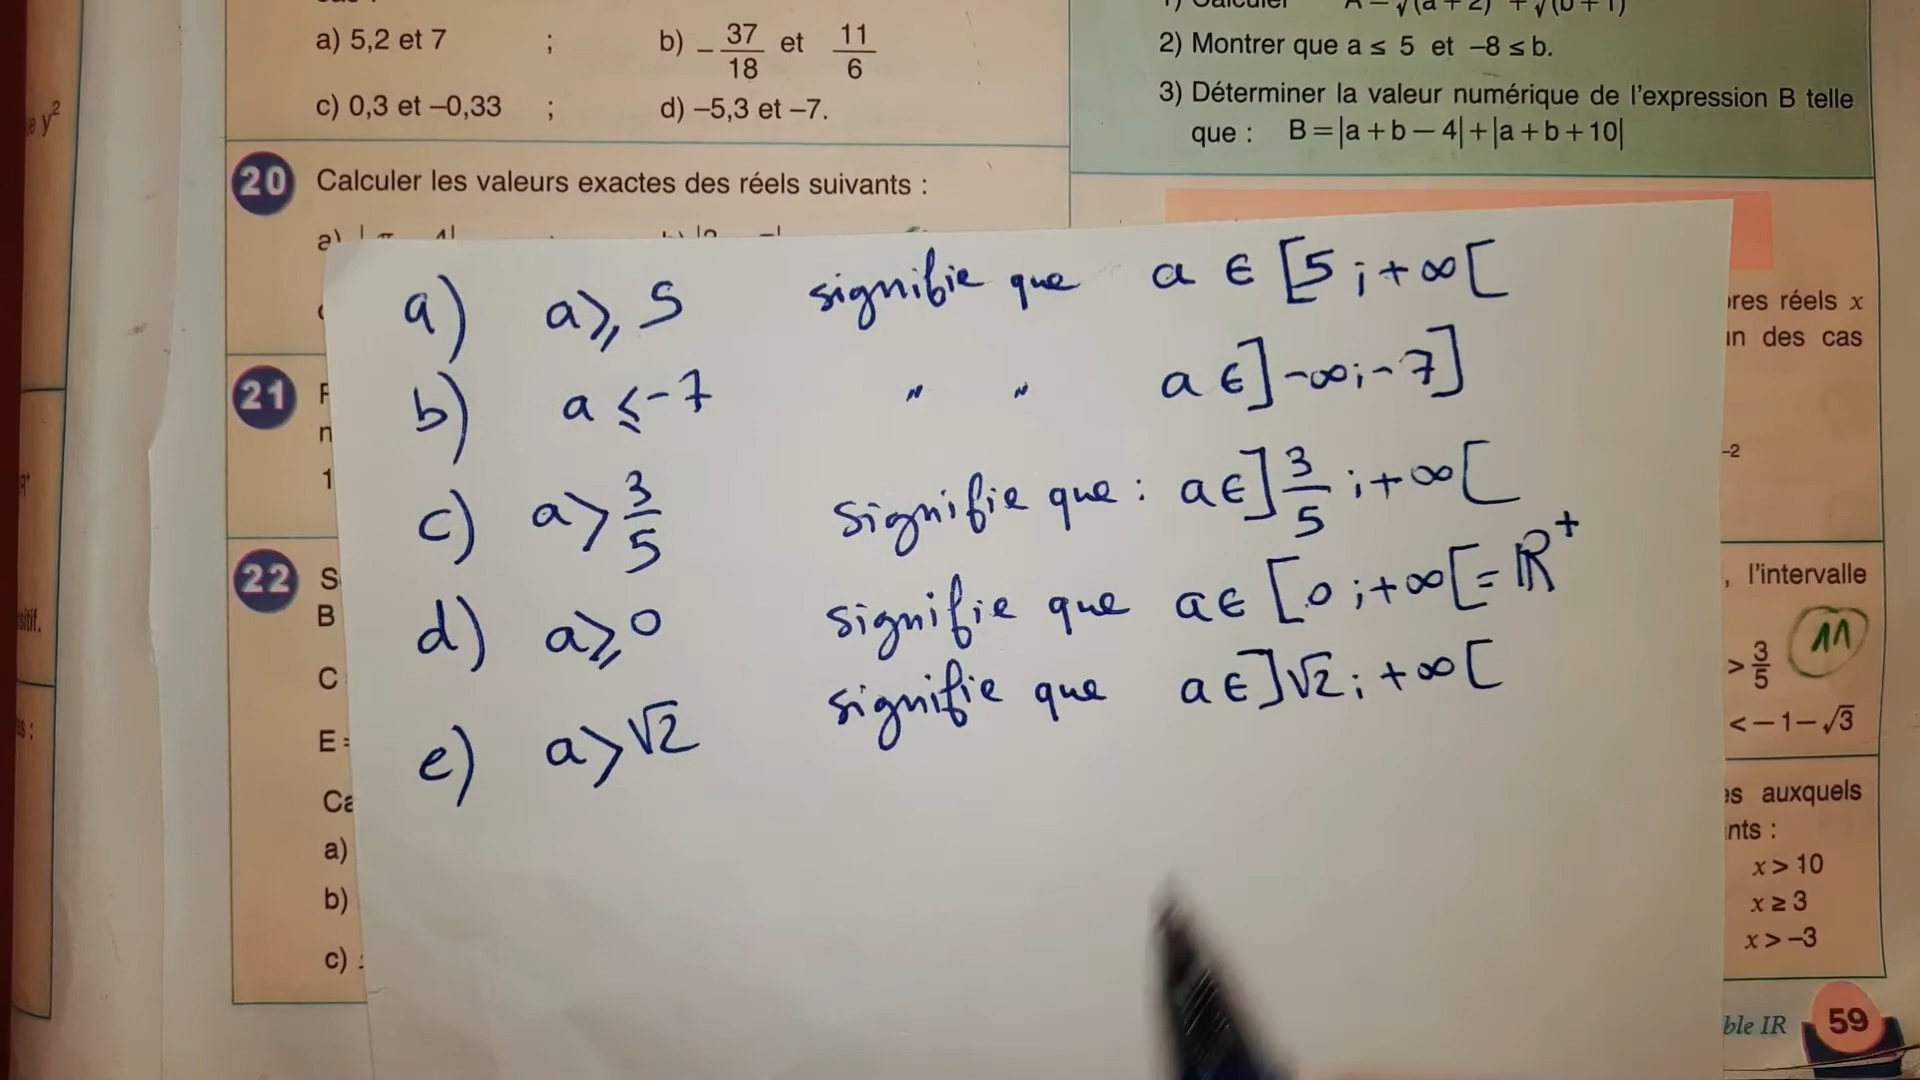 a) 5,2 et 7 ; b) −37/18 et 11/6
c) 0,3 et −0,33 ; d) −5,3 et −7.
20 Calculer les valeurs exactes des réels suivants :
a)
21
1
22 S
B
C
E =
a)
b)
c)
2) Montrer que a ≤ 5 et −8 ≤ b.
3) Déterminer la valeur numérique de l'expression B telle
que : B = |a + b − 4| + |a + b + 10|
réels x
un des cas
-2
, l'intervalle
> 3/5
11
< −1−√3
auxquels
x > 10
x ≥ 3
x > −3
IR 59
a) a ⩾ 5 signifie que a ∈ [5 ; +∞[
b) a ≤ −7 " " a ∈ ]−∞ ; −7]
c) a > 3/5 signifie que : a ∈ ]3/5 ; +∞[
d) a ⩾ 0 signifie que a ∈ [0 ; +∞[ = ℝ⁺
e) a > √2 signifie que a ∈ ]√2 ; +∞[